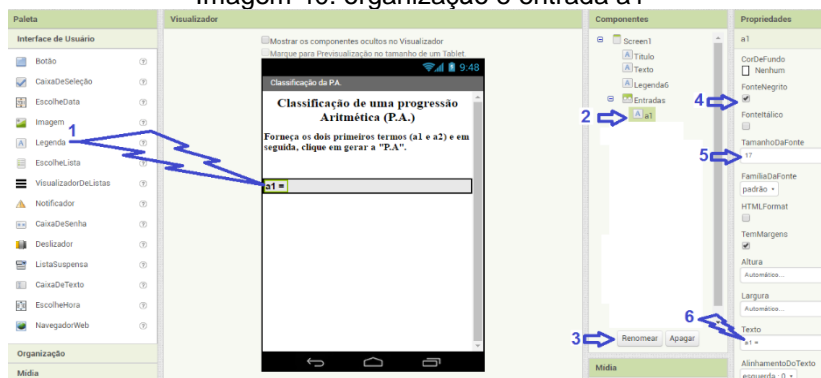 Imagem 40: organização e entrada a1
Paleta
Interface de Usuário
Botão
CaixaDeSeleção
EscolheData
Imagem
1
Legenda
EscolheLista
VisualizadorDeListas
Notificador
CaixaDeSenha
Deslizador
ListaSuspensa
CaixaDeTexto
EscolheHora
NavegadorWeb
Organização
Mídia
Visualizador
Mostrar os componentes ocultos no Visualizador
Marque para Previsualização no tamanho de um Tablet.
9:48
Classificação da P.A.
Classificação de uma progressão
Aritmética (P.A.)
Forneça os dois primeiros termos (a1 e a2) e em
seguida, clique em gerar a "P.A".
a1 =
Componentes
Screen1
Titulo
Texto
Legenda6
Entradas
2
a1
3
Renomear Apagar
Mídia
Propriedades
a1
CorDeFundo
Nenhum
FonteNegrito
4
FonteItálico
TamanhoDaFonte
5
17
FamiliaDaFonte
padrão
HTMLFormat
TemMargens
Altura
Automático...
Largura
Automático...
6
Texto
a1 =
AlinhamentoDoTexto
esquerda : 0